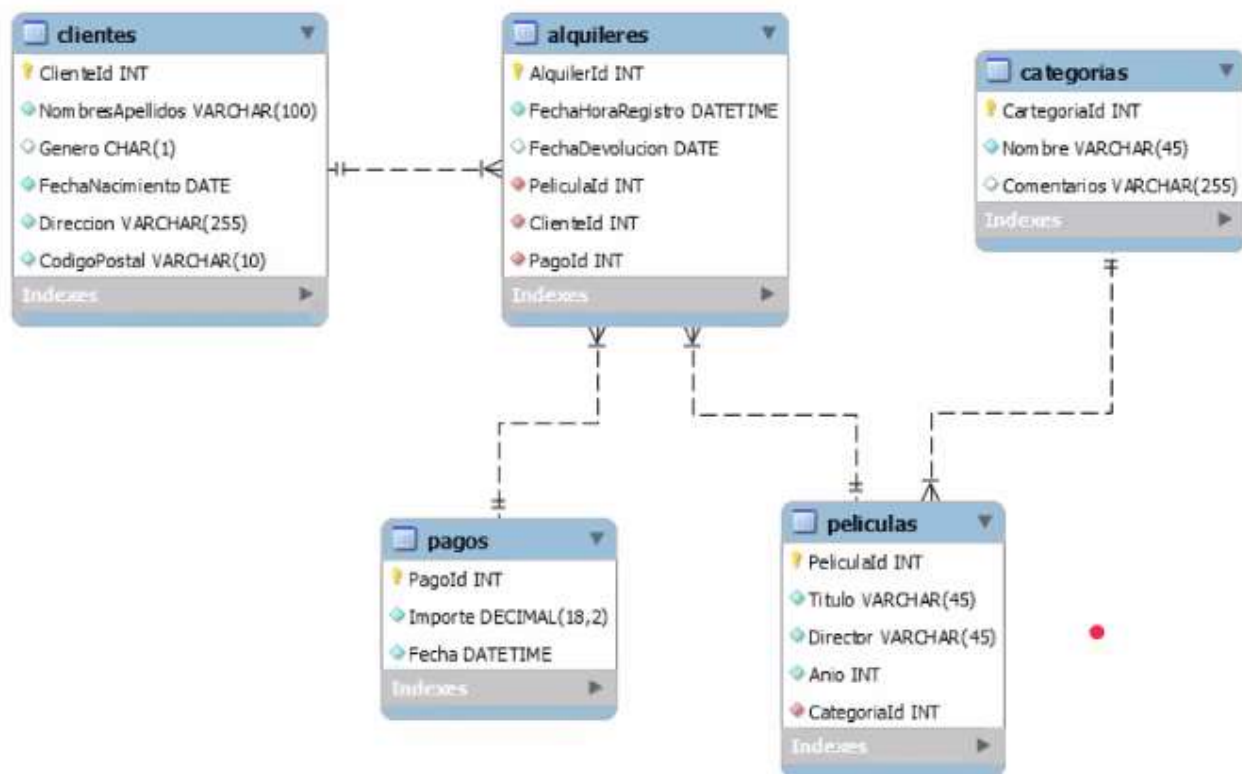 clientes
ClienteId INT
NombresApellidos VARCHAR(100)
Genero CHAR(1)
FechaNacimiento DATE
Direccion VARCHAR(255)
CodigoPostal VARCHAR(10)
Indexes
alquileres
AlquilerId INT
FechaHoraRegistro DATETIME
FechaDevolucion DATE
PeliculaId INT
ClienteId INT
PagoId INT
Indexes
categorias
CartegoriaId INT
Nombre VARCHAR(45)
Comentarios VARCHAR(255)
Indexes
pagos
PagoId INT
Importe DECIMAL(18,2)
Fecha DATETIME
Indexes
peliculas
PeliculaId INT
Titulo VARCHAR(45)
Director VARCHAR(45)
Anio INT
CategoriaId INT
Indexes